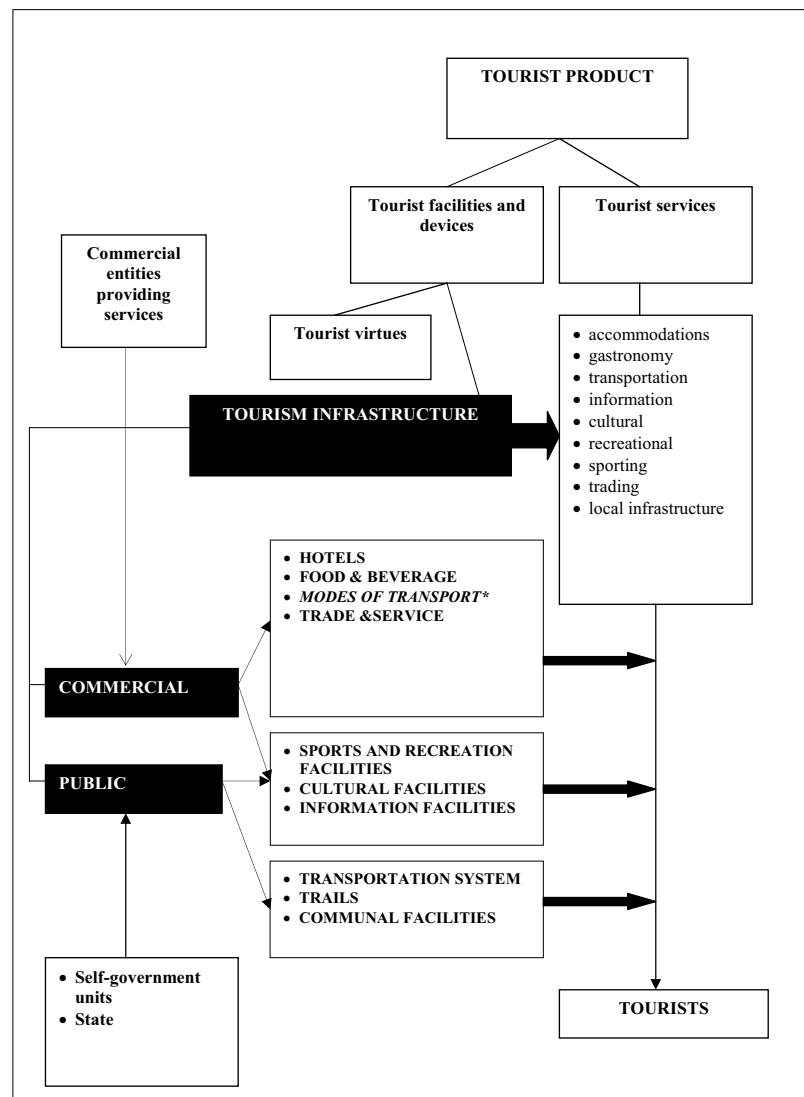 TOURIST PRODUCT
Tourist facilities and
devices
Tourist services
Commercial
entities
providing
services
Tourist virtues
• accommodations
• gastronomy
• transportation
• information
• cultural
• recreational
• sporting
• trading
• local infrastructure
TOURISM INFRASTRUCTURE
• HOTELS
• FOOD & BEVERAGE
• MODES OF TRANSPORT*
• TRADE &SERVICE
COMMERCIAL
• SPORTS AND RECREATION
FACILITIES
• CULTURAL FACILITIES
• INFORMATION FACILITIES
PUBLIC
• TRANSPORTATION SYSTEM
• TRAILS
• COMMUNAL FACILITIES
• Self-government
units
• State
TOURISTS